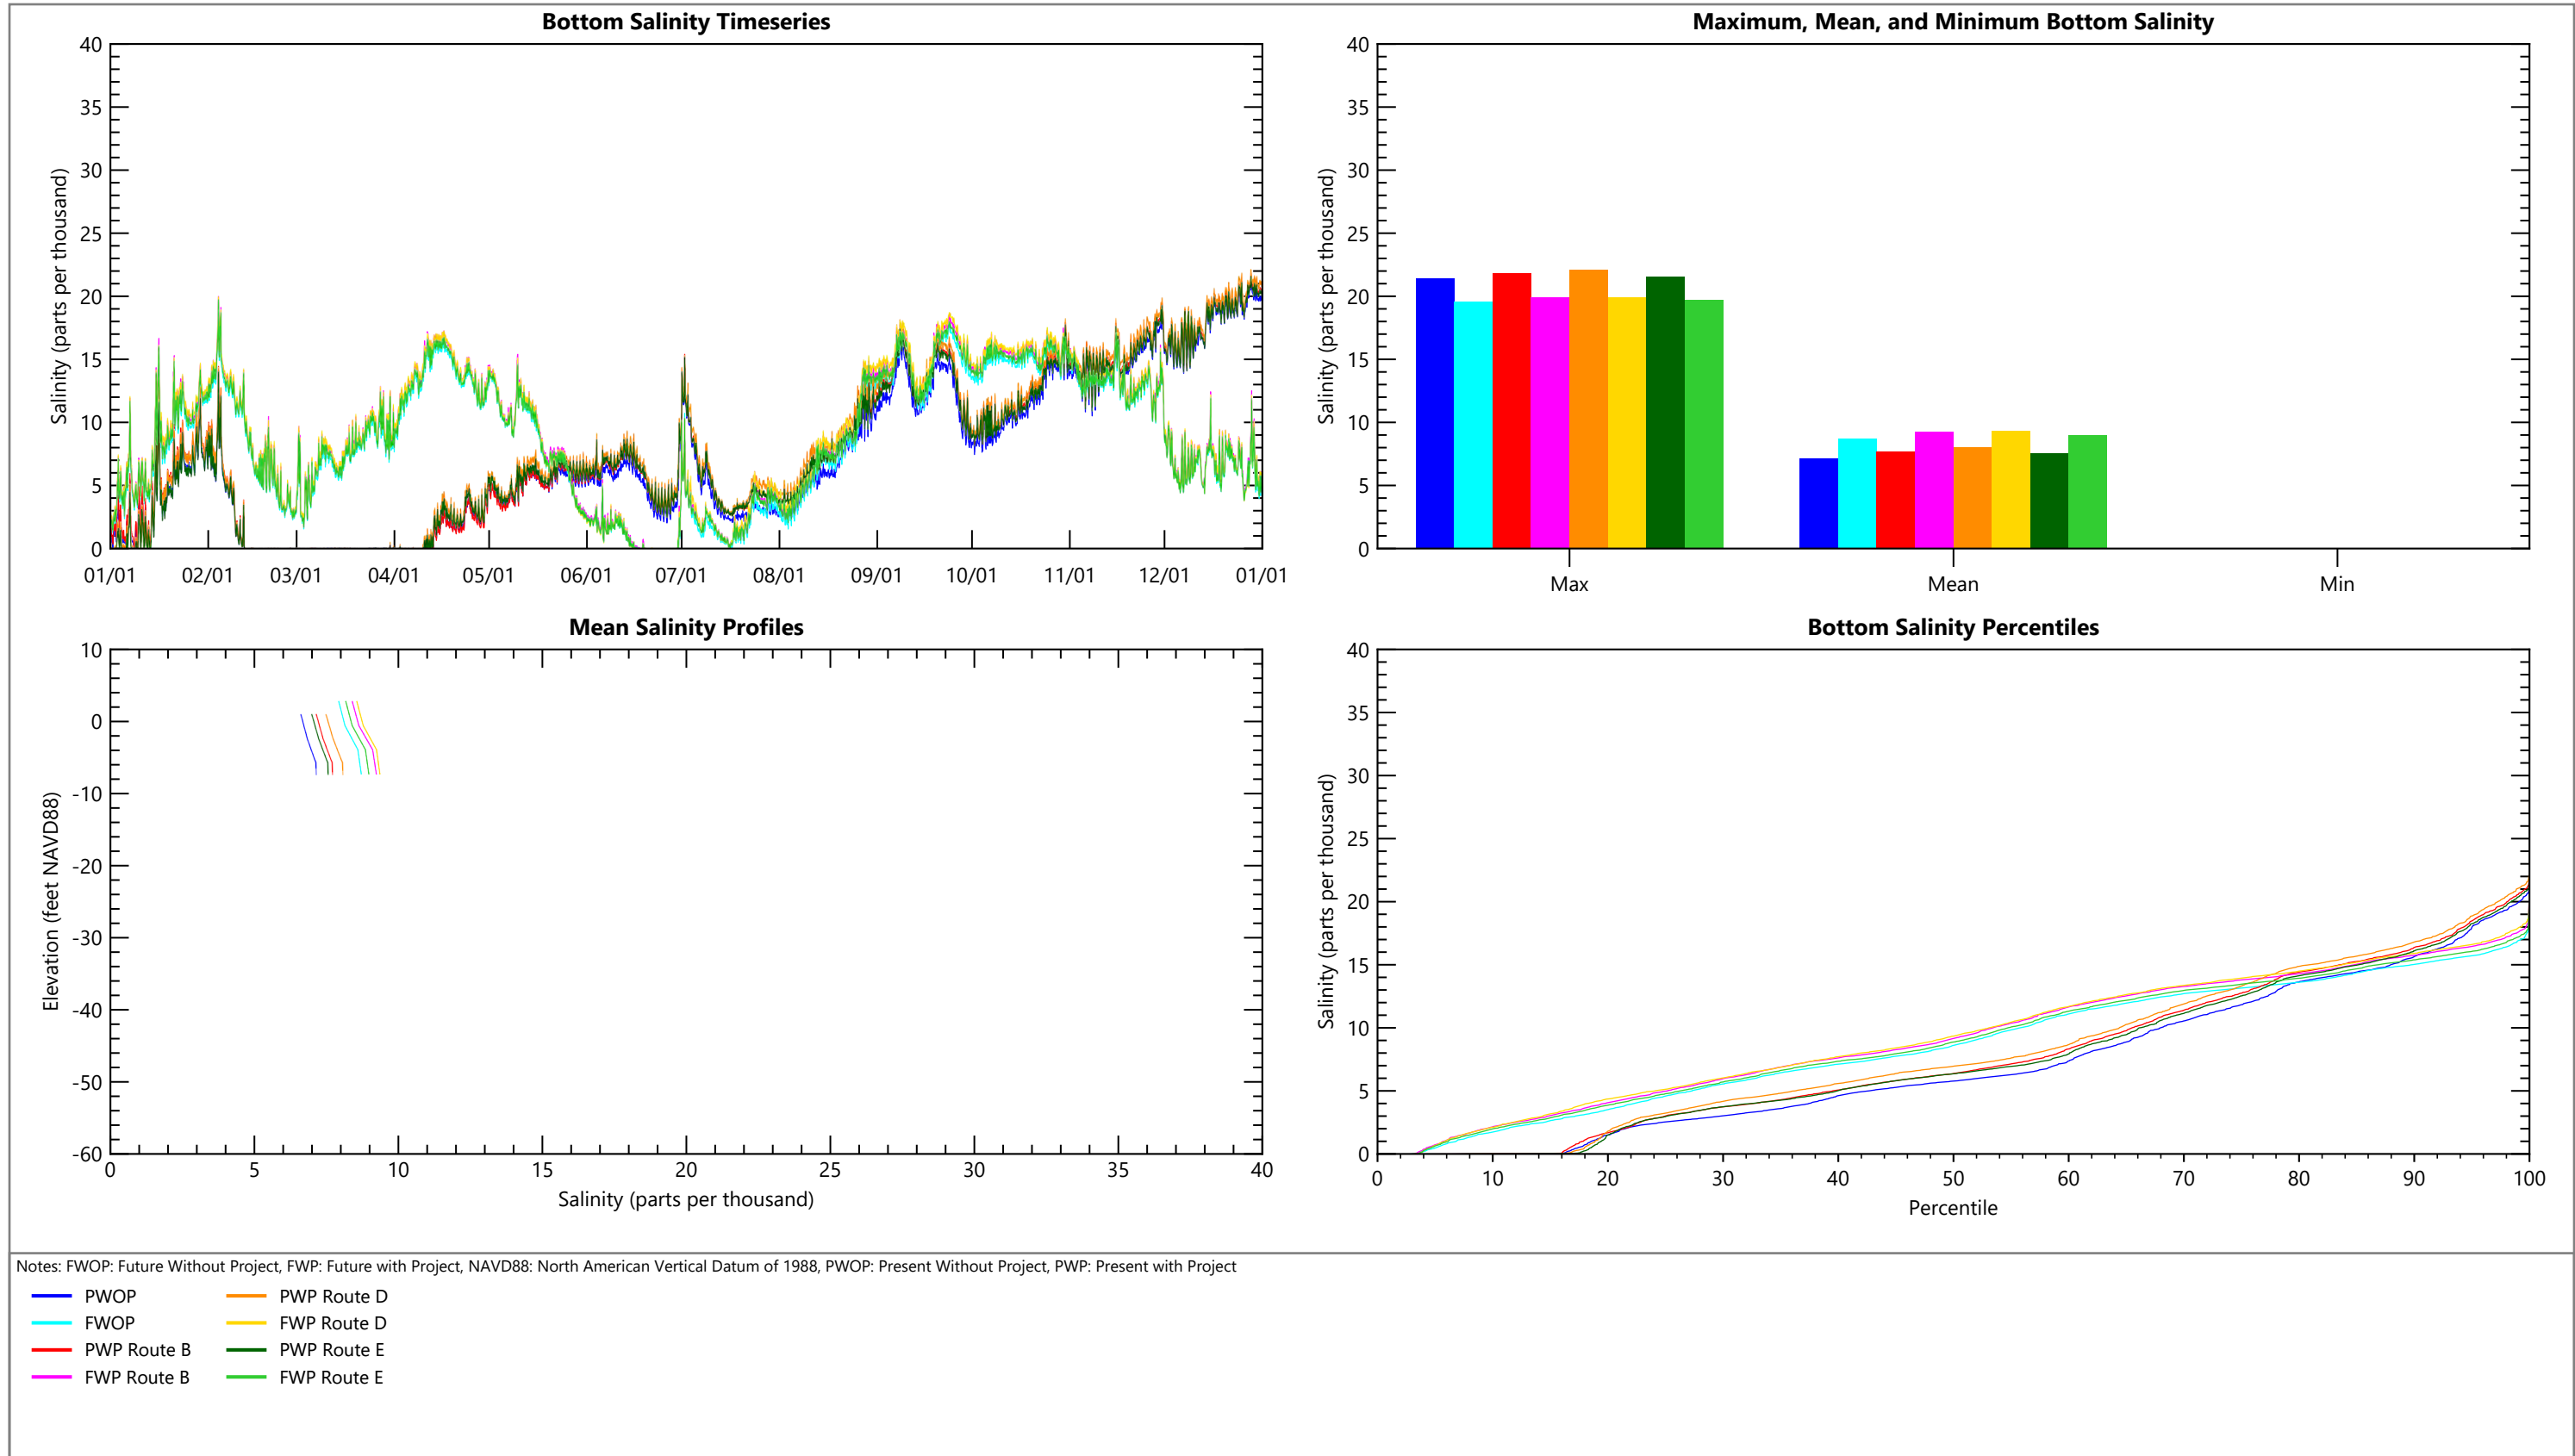 Bottom Salinity Timeseries
Salinity (parts per thousand)
40
35
30
25
20
15
10
5
0
01/01 02/01 03/01 04/01 05/01 06/01 07/01 08/01 09/01 10/01 11/01 12/01 01/01
Maximum, Mean, and Minimum Bottom Salinity
Salinity (parts per thousand)
40
35
30
25
20
15
10
5
0
Max Mean Min
Mean Salinity Profiles
Elevation (feet NAVD88)
10
0
-10
-20
-30
-40
-50
-60
0 5 10 15 20 25 30 35 40
Salinity (parts per thousand)
Bottom Salinity Percentiles
Salinity (parts per thousand)
40
35
30
25
20
15
10
5
0
0 10 20 30 40 50 60 70 80 90 100
Percentile
Notes: FWOP: Future Without Project, FWP: Future with Project, NAVD88: North American Vertical Datum of 1988, PWOP: Present Without Project, PWP: Present with Project
PWOP
FWOP
PWP Route B
FWP Route B
PWP Route D
FWP Route D
PWP Route E
FWP Route E